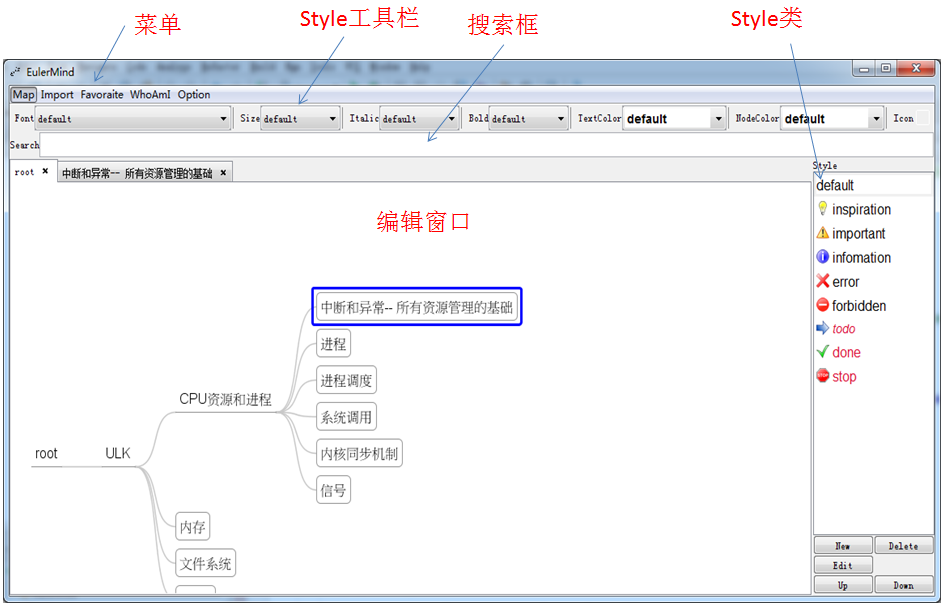 菜单
Style工具栏
搜索框
Style类
EulerMind
Map Import Favoraite WhoAmI Option
Font default Size default Italic default Bold default TextColor default NodeColor default Icon
Search
root × 中断和异常-- 所有资源管理的基础 ×
Style
default
inspiration
important
infomation
error
forbidden
todo
done
stop
编辑窗口
中断和异常-- 所有资源管理的基础
进程
进程调度
CPU资源和进程
系统调用
内核同步机制
root
ULK
信号
内存
文件系统
New Delete
Edit
Up Down